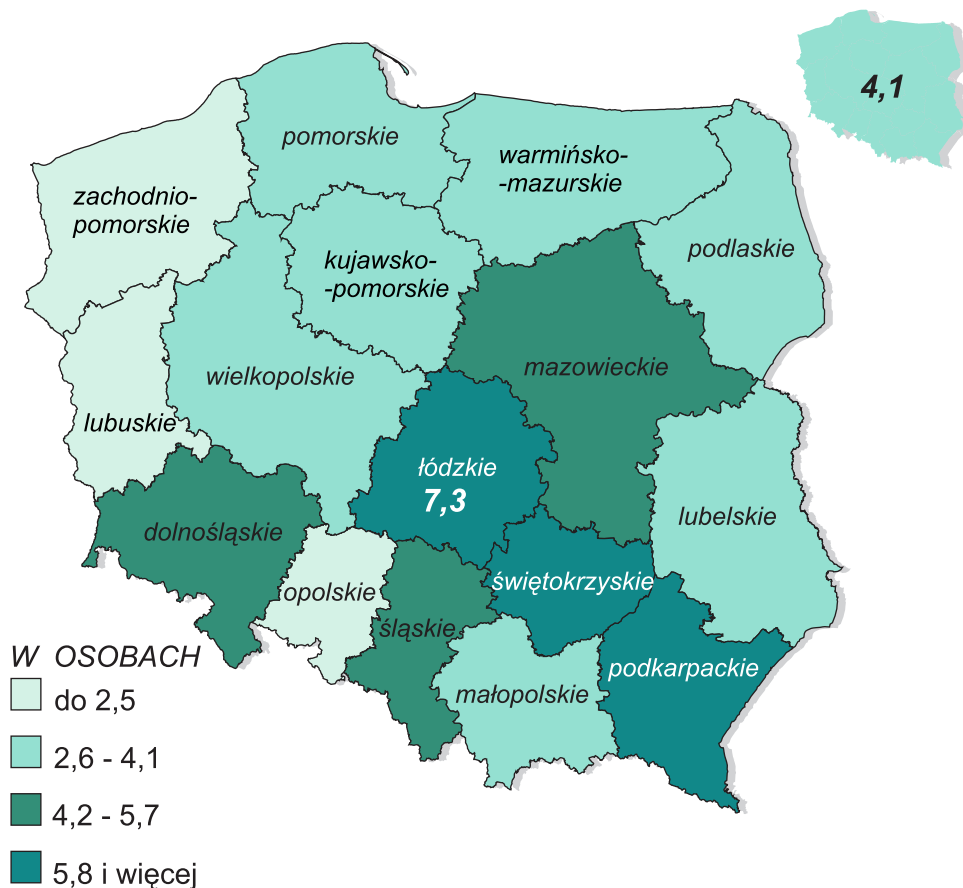 4,1
pomorskie
warmińsko-
-mazurskie
zachodnio-
pomorskie
podlaskie
kujawsko-
-pomorskie
mazowieckie
wielkopolskie
lubuskie
łódzkie
7,3
lubelskie
dolnośląskie
świętokrzyskie
opolskie
śląskie
podkarpackie
małopolskie
W OSOBACH
do 2,5
2,6 - 4,1
4,2 - 5,7
5,8 i więcej